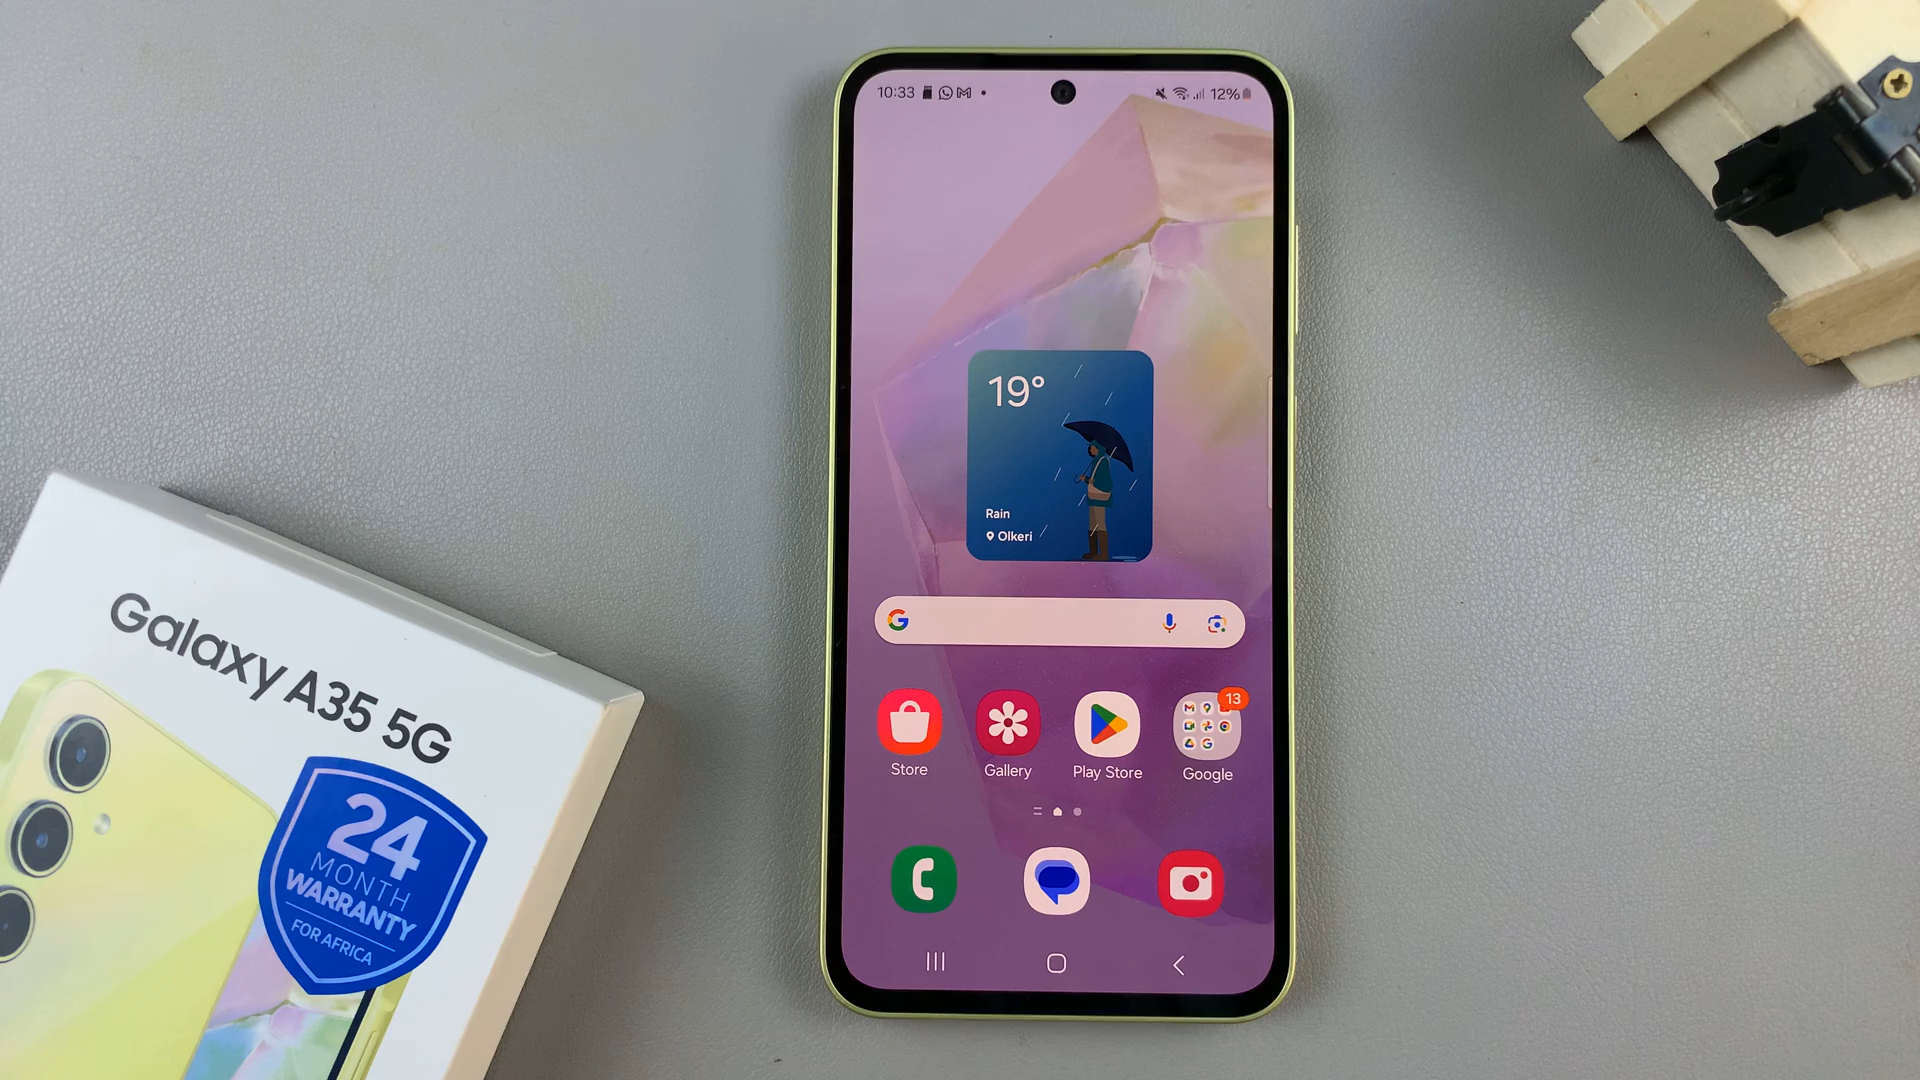 10:33
12%
19°
Rain
Olkeri
G
13
Store
Gallery
Play Store
Google
Galaxy A35 5G
24
MONTH
WARRANTY
FOR AFRICA